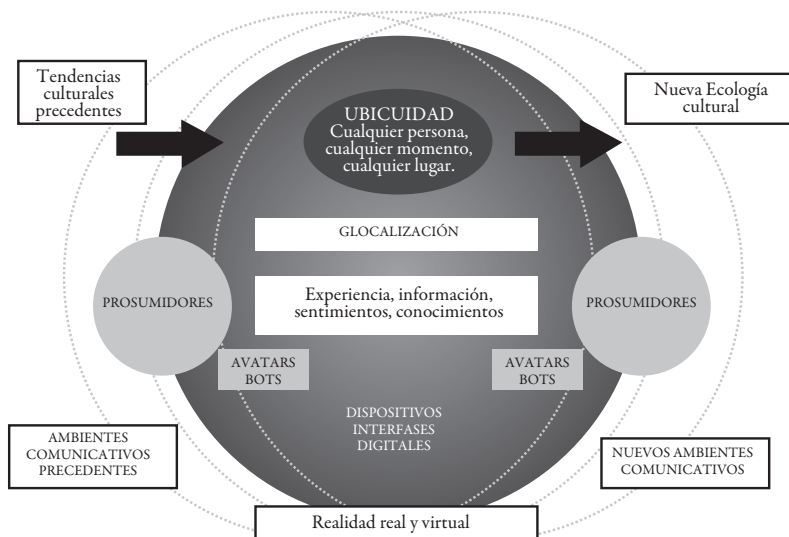 Tendencias
culturales
precedentes
UBICUIDAD
Cualquier persona,
cualquier momento,
cualquier lugar.
Nueva Ecología
cultural
GLOCALIZACIÓN
PROSUMIDORES
Experiencia, información,
sentimientos, conocimientos
PROSUMIDORES
AVATARS
BOTS
AVATARS
BOTS
DISPOSITIVOS
INTERFASES
DIGITALES
AMBIENTES
COMUNICATIVOS
PRECEDENTES
NUEVOS AMBIENTES
COMUNICATIVOS
Realidad real y virtual